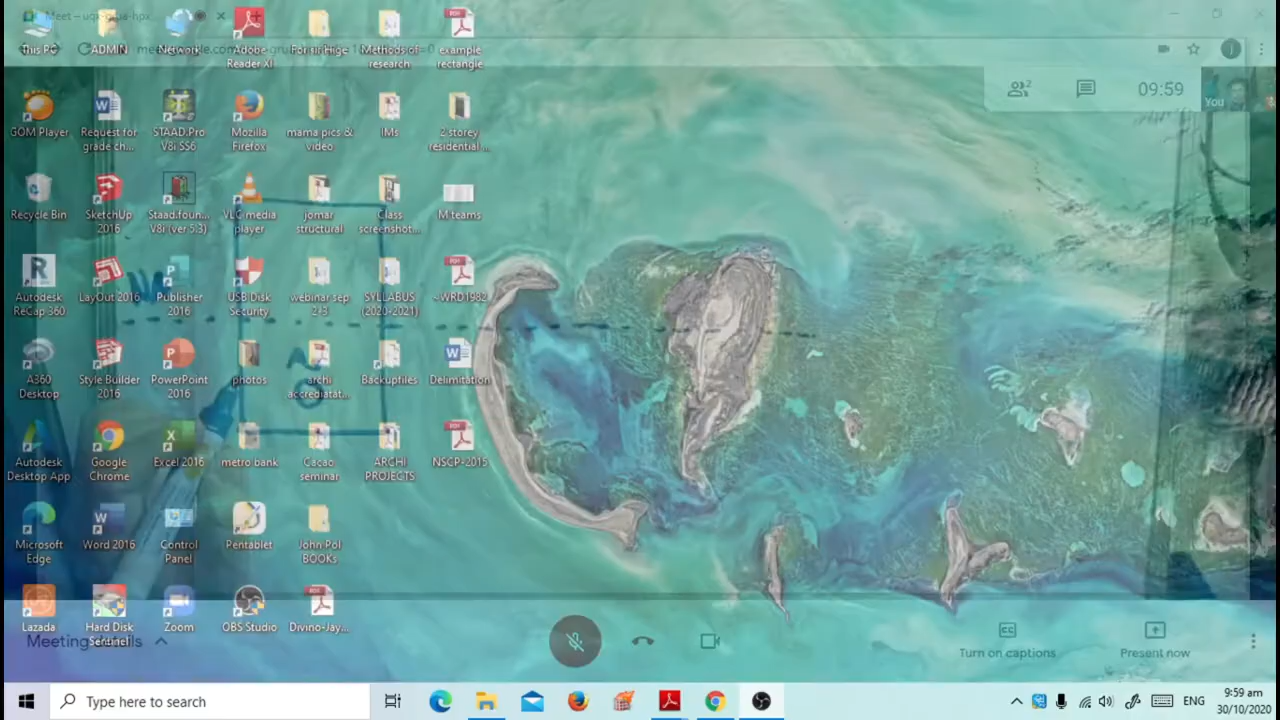 Meet – uqx-
09:59
You
This PC
ADMIN
Network
Adobe
Reader XI
For sir felige
Methods of
research
example
rectangle
GOM Player
Request for
grade ch...
STAAD.Pro
V8i SS6
Mozilla
Firefox
mama pics &
video
IMs
2 storey
residential ...
Recycle Bin
SketchUp
2016
Staad.foun...
V8i (ver 5.3)
VLC media
player
jomar
structural
Class
screenshot...
M teams
Autodesk
ReCap 360
LayOut 2016
Publisher
2016
USB Disk
Security
webinar sep
2-3
SYLLABUS
(2020-2021)
~WRD1982
A360
Desktop
Style Builder
2016
PowerPoint
2016
photos
archi
accrediatat...
Backupfiles
Delimitation
Autodesk
Desktop App
Google
Chrome
Excel 2016
metro bank
Cacao
seminar
ARCHI
PROJECTS
NSCP-2015
Microsoft
Edge
Word 2016
Control
Panel
Pentablet
John Pol
BOOKs
Lazada
Hard Disk
Sentinel
Zoom
OBS Studio
Divino-Jay...
Meeting details
Turn on captions
Present now
Type here to search
ENG
9:59 am
30/10/2020